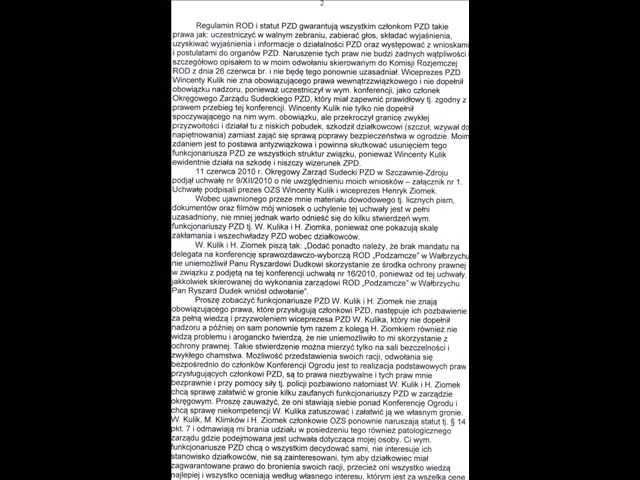 2
Regulamin ROD i statut PZD gwarantują wszystkim członkom PZD takie
prawa jak: uczestniczyć w walnym zebraniu, zabierać głos, składać wyjaśnienia,
uzyskiwać wyjaśnienia i informacje o działalności PZD oraz występować z wnioskami
i postulatami do organów PZD. Naruszenie tych praw nie budzi żadnych wątpliwości i
szczegółowo opisałem to w moim odwołaniu skierowanym do Komisji Rozjemczej
ROD z dnia 26 czerwca br. i nie będę tego ponownie uzasadniał. Wiceprezes PZD
Wincenty Kulik nie zna obowiązującego prawa wewnątrzzwiązkowego i nie dopełnił
obowiązku nadzoru, ponieważ uczestniczył w wym. konferencji, jako członek
Okręgowego Zarządu Sudeckiego PZD, który miał zapewnić prawidłowy tj. zgodny z
prawem przebieg tej konferencji. Wincenty Kulik nie tylko nie dopełnił
spoczywającego na nim wym. obowiązku, ale przekroczył granicę zwykłej
przyzwoitości i działał tu z niskich pobudek, szkodził działkowcowi (szczuł, wzywał do
napiętnowania) zamiast zająć się sprawą poprawy bezpieczeństwa w ogrodzie. Moim
zdaniem jest to postawa antyzwiązkowa i powinna skutkować usunięciem tego
funkcjonariusza PZD ze wszystkich struktur związku, ponieważ Wincenty Kulik
ewidentnie działa na szkodę i niszczy wizerunek ZPD.
11 czerwca 2010 r. Okręgowy Zarząd Sudecki PZD w Szczawnie-Zdroju
podjął uchwałę nr 9/XII/2010 o nie uwzględnieniu moich wniosków – załącznik nr 1.
Uchwałę podpisali prezes OZS Wincenty Kulik i wiceprezes Henryk Ziomek.
Wobec ujawnionego przeze mnie materiału dowodowego tj. licznych pism,
dokumentów oraz filmów mój wniosek o uchylenie tej uchwały jest w pełni
uzasadniony, nie mniej jednak warto odnieść się do kilku stwierdzeń wym.
funkcjonariuszy PZD tj. W. Kulika i H. Ziomka, ponieważ one pokazują skalę
zakłamania i wszechwładzy PZD wobec działkowców.
W. Kulik i H. Ziomek piszą tak: „Dodać ponadto należy, że brak mandatu na
delegata na konferencję sprawozdawczo-wyborczą ROD „Podzamcze" w Wałbrzychu
nie uniemożliwił Panu Ryszardowi Dudkowi skorzystanie ze środka ochrony prawnej
w związku z podjętą na tej konferencji uchwałą nr 16/2010, ponieważ od tej uchwały,
jakkolwiek skierowanej do wykonania zarządowi ROD „Podzamcze" w Wałbrzychu
Pan Ryszard Dudek wniósł odwołanie".
Proszę zobaczyć funkcjonariusze PZD W. Kulik i H. Ziomek nie znają
obowiązującego prawa, które przysługują członkowi PZD, następuje ich pozbawienie
za pełną wiedzą i przyzwoleniem wiceprezesa PZD W. Kulika, który nie dopełnił
nadzoru a później on sam ponownie tym razem z kolegą H. Ziomkiem również nie
widzą problemu i arogancko twierdzą, że nie uniemożliwiło to mi skorzystanie z
ochrony prawnej. Takie stwierdzenie można mierzyć tylko na sali bezczelności i
zwykłego chamstwa. Możliwość przedstawienia swoich racji, odwołania się
bezpośrednio do członków Konferencji Ogrodu jest to realizacja podstawowych praw
przysługujących członkowi PZD, są to prawa niezbywalne i tych praw mnie
bezprawnie i przy pomocy siły tj. policji pozbawiono natomiast W. Kulik i H. Ziomek
chcą sprawę załatwić w gronie kilku zaufanych funkcjonariuszy PZD w zarządzie
okręgowym. Proszę zauważyć, że oni stawiają siebie ponad Konferencję Ogrodu i
chcą sprawę niekompetencji W. Kulika zatuszować i załatwić ją we własnym gronie.
W. Kulik, M. Klimków i H. Ziomek członkowie OZS ponownie naruszają statut tj. § 14
pkt. 7 i odmawiają mi brania udziału w posiedzeniu tego również patologicznego
zarządu gdzie podejmowana jest uchwała dotycząca mojej osoby. Ci wym.
funkcjonariusze PZD chcą o wszystkim decydować sami, nie interesuje ich
stanowisko działkowców, nie są zainteresowani, tym aby działkowiec miał
zagwarantowane prawo do bronienia swoich racji, przecież oni wszystko wiedzą
najlepiej i wszystko oceniają według własnego interesu, którym jest za wszelką cenę